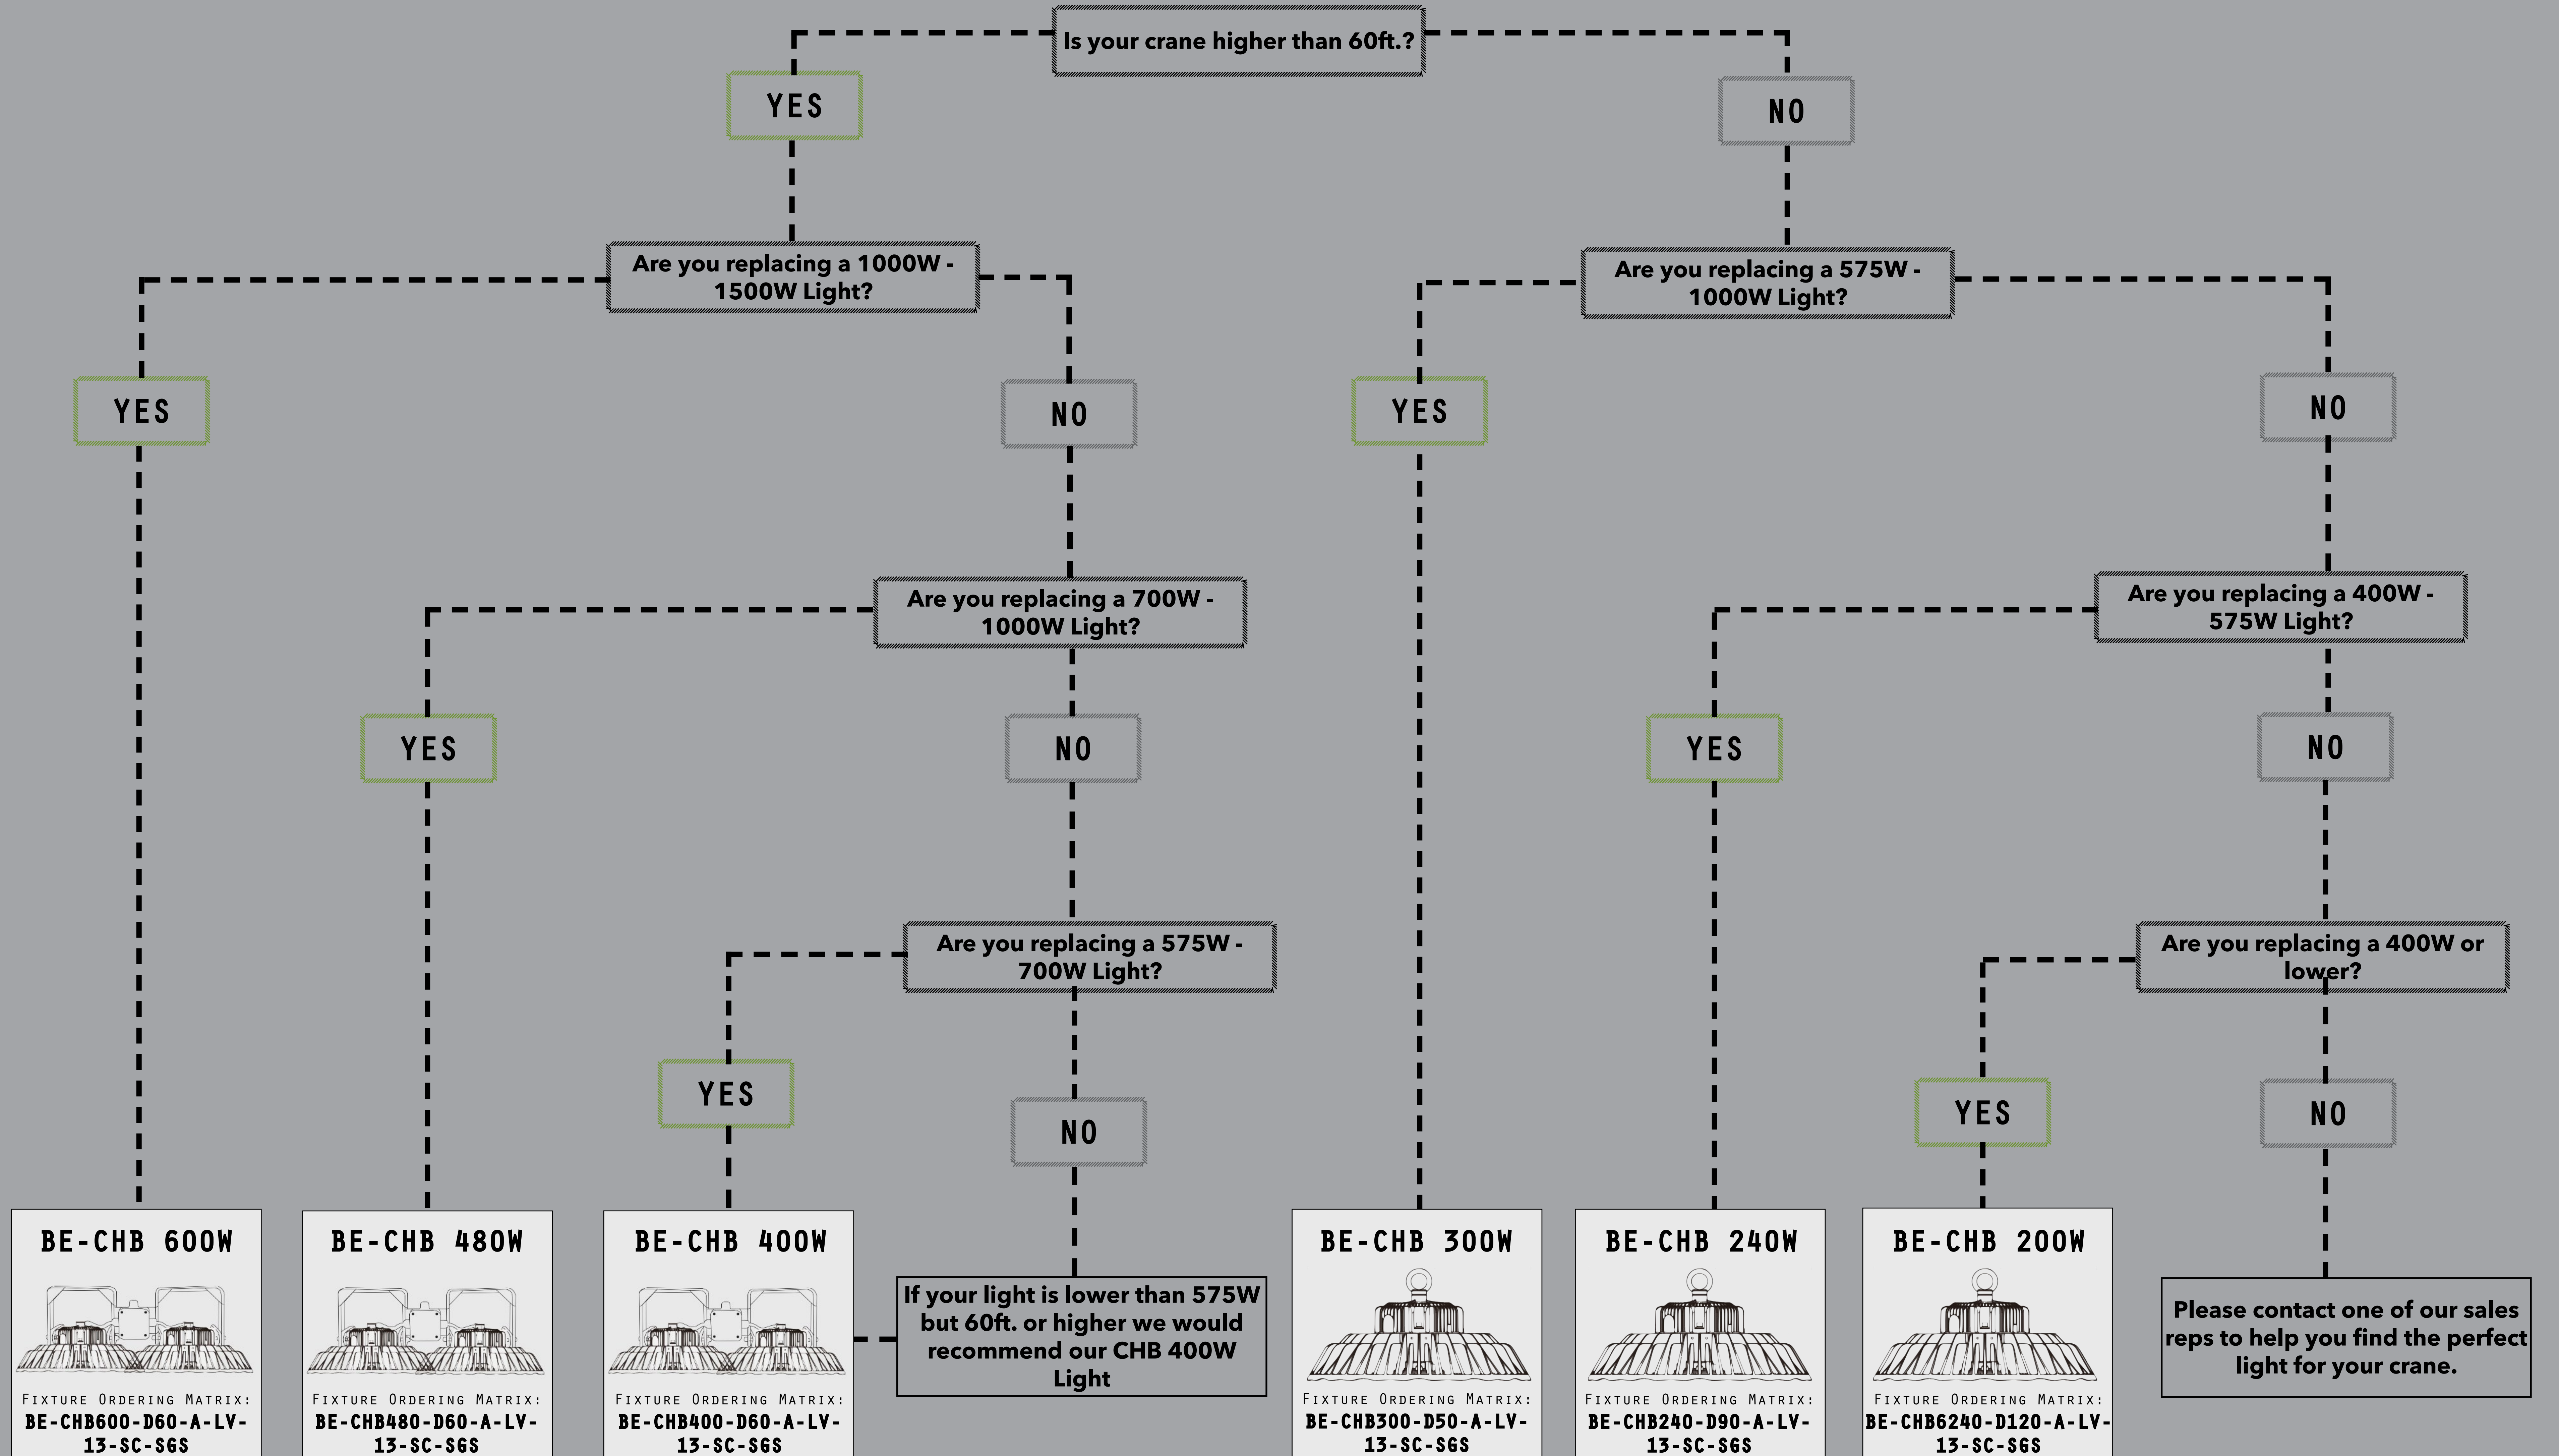 Is your crane higher than 60ft.?
YES
NO
Are you replacing a 1000W -
1500W Light?
Are you replacing a 575W -
1000W Light?
YES
NO
YES
NO
Are you replacing a 700W -
1000W Light?
Are you replacing a 400W -
575W Light?
YES
NO
YES
NO
Are you replacing a 575W -
700W Light?
Are you replacing a 400W or
lower?
YES
NO
YES
NO
BE-CHB 600W
FIXTURE ORDERING MATRIX:
BE-CHB600-D60-A-LV-
13-SC-SGS
BE-CHB 480W
FIXTURE ORDERING MATRIX:
BE-CHB480-D60-A-LV-
13-SC-SGS
BE-CHB 400W
FIXTURE ORDERING MATRIX:
BE-CHB400-D60-A-LV-
13-SC-SGS
If your light is lower than 575W
but 60ft. or higher we would
recommend our CHB 400W
Light
BE-CHB 300W
FIXTURE ORDERING MATRIX:
BE-CHB300-D50-A-LV-
13-SC-SGS
BE-CHB 240W
FIXTURE ORDERING MATRIX:
BE-CHB240-D90-A-LV-
13-SC-SGS
BE-CHB 200W
FIXTURE ORDERING MATRIX:
BE-CHB6240-D120-A-LV-
13-SC-SGS
Please contact one of our sales
reps to help you find the perfect
light for your crane.